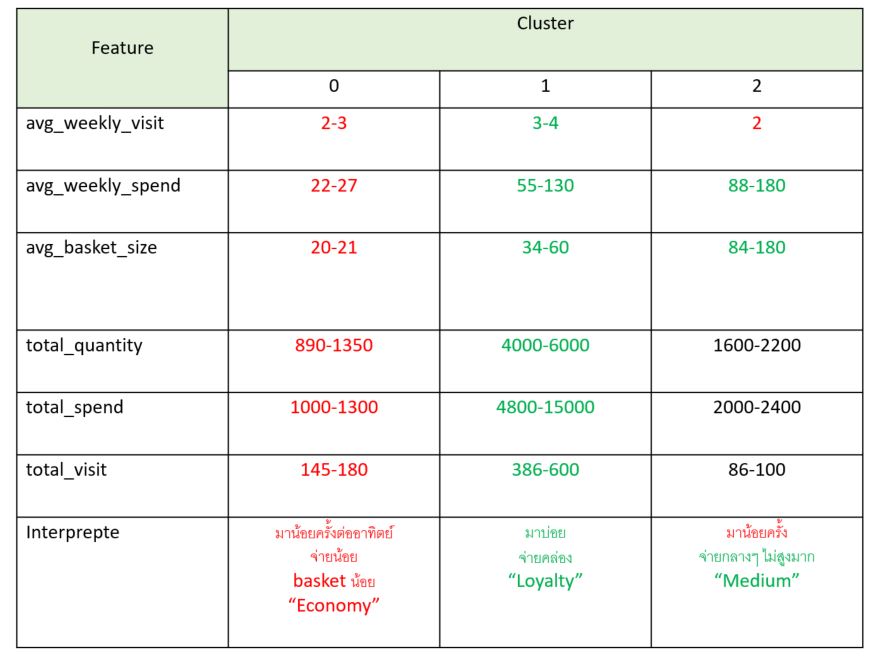 Feature
Cluster
0 1 2
avg_weekly_visit 2-3 3-4 2
avg_weekly_spend 22-27 55-130 88-180
avg_basket_size 20-21 34-60 84-180
total_quantity 890-1350 4000-6000 1600-2200
total_spend 1000-1300 4800-15000 2000-2400
total_visit 145-180 386-600 86-100
Interprepte
มาน้อยครั้งต่ออาทิตย์
จ่ายน้อย
basket น้อย
“Economy”
มาบ่อย
จ่ายคล่อง
“Loyalty”
มาน้อยครั้ง
จ่ายกลางๆ ไม่สูงมาก
“Medium”